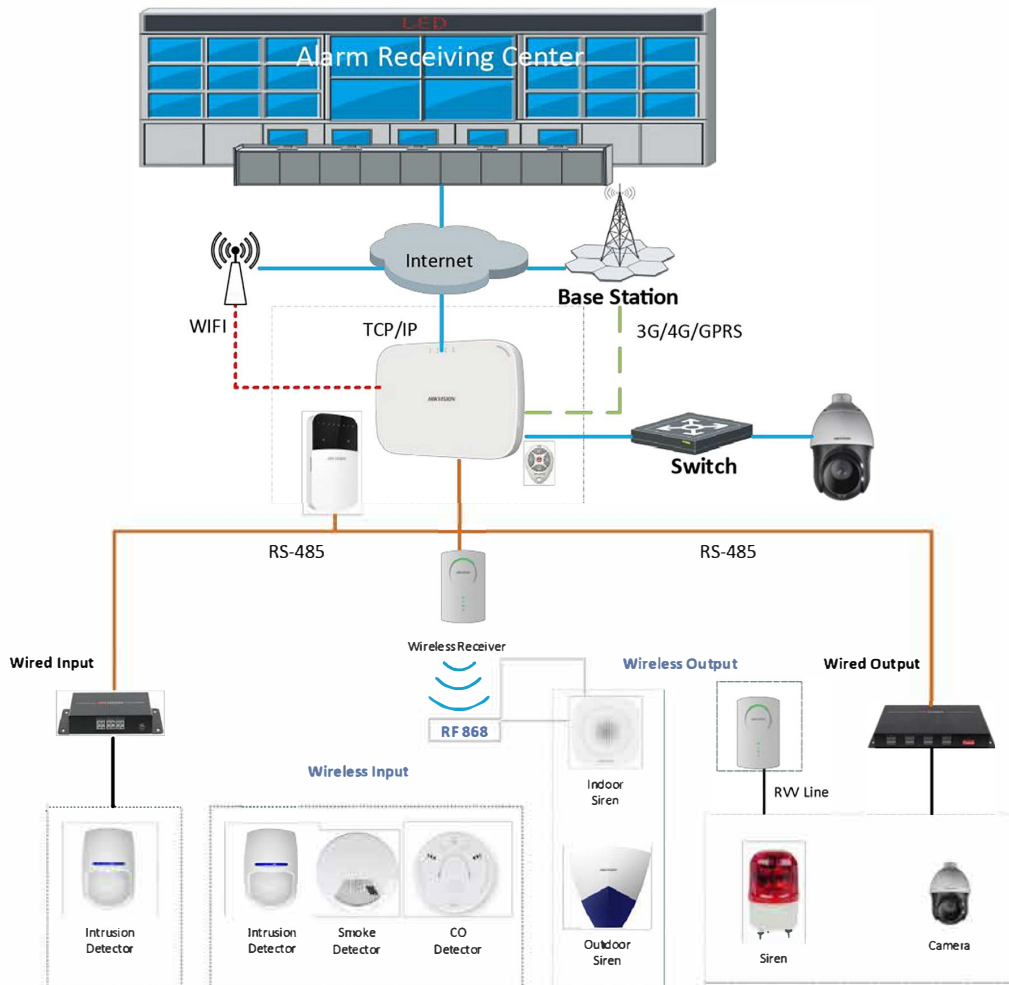 LED
Alarm Receiving Center
Internet
Base Station
WIFI
TCP/IP
3G/4G/GPRS
HIKVISION
Switch
RS-485
RS-485
Wireless Receiver
Wired Input
Wireless Output
Wired Output
RF 868
Wireless Input
Indoor
Siren
RVV Line
Intrusion
Detector
Intrusion
Detector
Smoke
Detector
CO
Detector
Outdoor
Siren
Siren
Camera